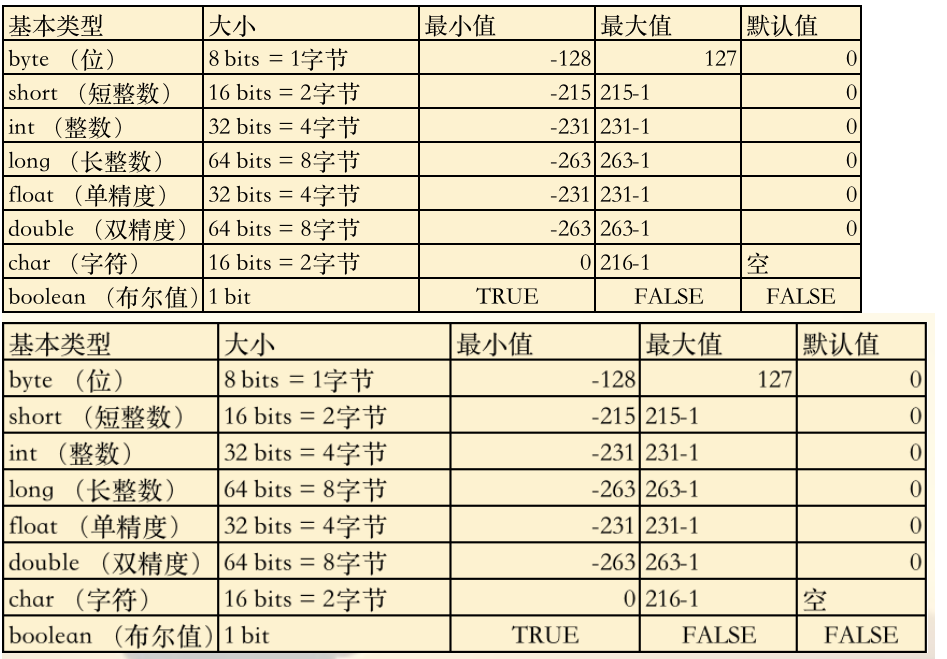 基本类型 大小 最小值 最大值 默认值
byte （位） 8 bits = 1字节 -128 127 0
short （短整数） 16 bits = 2字节 -215 215-1 0
int （整数） 32 bits = 4字节 -231 231-1 0
long （长整数） 64 bits = 8字节 -263 263-1 0
float （单精度） 32 bits = 4字节 -231 231-1 0
double （双精度） 64 bits = 8字节 -263 263-1 0
char （字符） 16 bits = 2字节 0 216-1 空
boolean （布尔值） 1 bit TRUE FALSE FALSE
基本类型 大小 最小值 最大值 默认值
byte （位） 8 bits = 1字节 -128 127 0
short （短整数） 16 bits = 2字节 -215 215-1 0
int （整数） 32 bits = 4字节 -231 231-1 0
long （长整数） 64 bits = 8字节 -263 263-1 0
float （单精度） 32 bits = 4字节 -231 231-1 0
double （双精度） 64 bits = 8字节 -263 263-1 0
char （字符） 16 bits = 2字节 0 216-1 空
boolean （布尔值） 1 bit TRUE FALSE FALSE